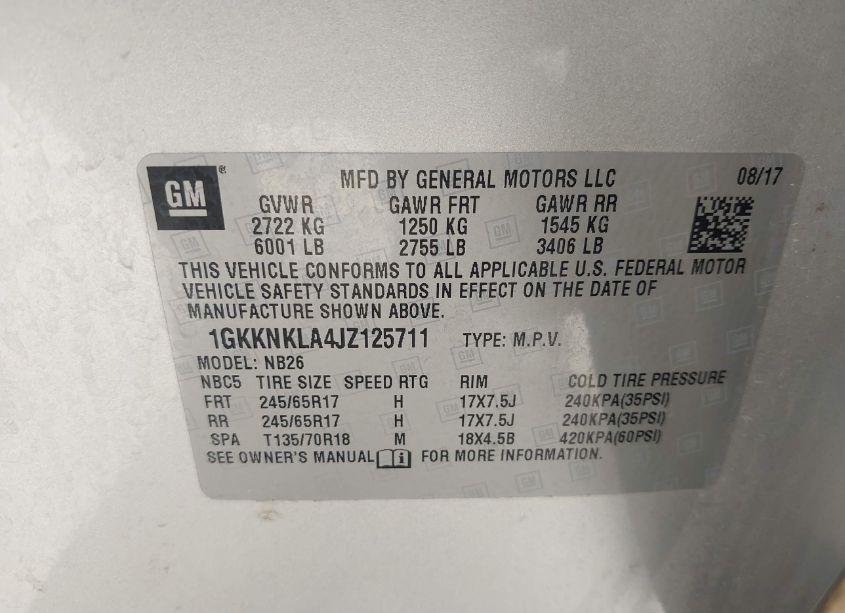 GM ® MFD BY GENERAL MOTORS LLC 08/17
GVWR GAWR FRT GAWR RR
2722 KG 1250 KG 1545 KG
6001 LB 2755 LB 3406 LB
THIS VEHICLE CONFORMS TO ALL APPLICABLE U.S. FEDERAL MOTOR
VEHICLE SAFETY STANDARDS IN EFFECT ON THE DATE OF
MANUFACTURE SHOWN ABOVE.
1GKKNKLA4JZ125711 TYPE: M.P.V.
MODEL: NB26
NBC5 TIRE SIZE SPEED RTG RIM COLD TIRE PRESSURE
FRT 245/65R17 H 17X7.5J 240KPA(35PSI)
RR 245/65R17 H 17X7.5J 240KPA(35PSI)
SPA T135/70R18 M 18X4.5B 420KPA(60PSI)
SEE OWNER'S MANUAL i FOR MORE INFORMATION.